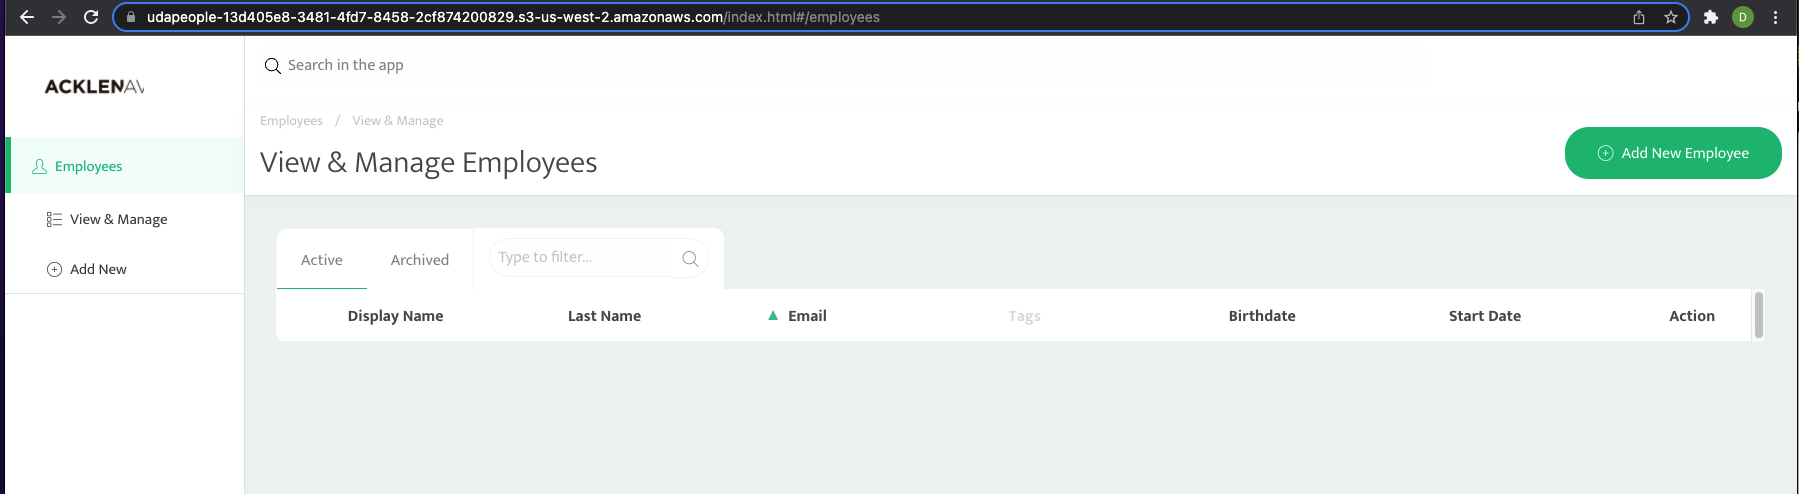 udapeople-13d405e8-3481-4fd7-8458-2cf874200829.s3-us-west-2.amazonaws.com/index.html#/employees
D
ACKLENAV
Search in the app
Employees / View & Manage
View & Manage Employees
Add New Employee
Employees
View & Manage
Add New
Active Archived Type to filter...
Display Name Last Name Email Tags Birthdate Start Date Action